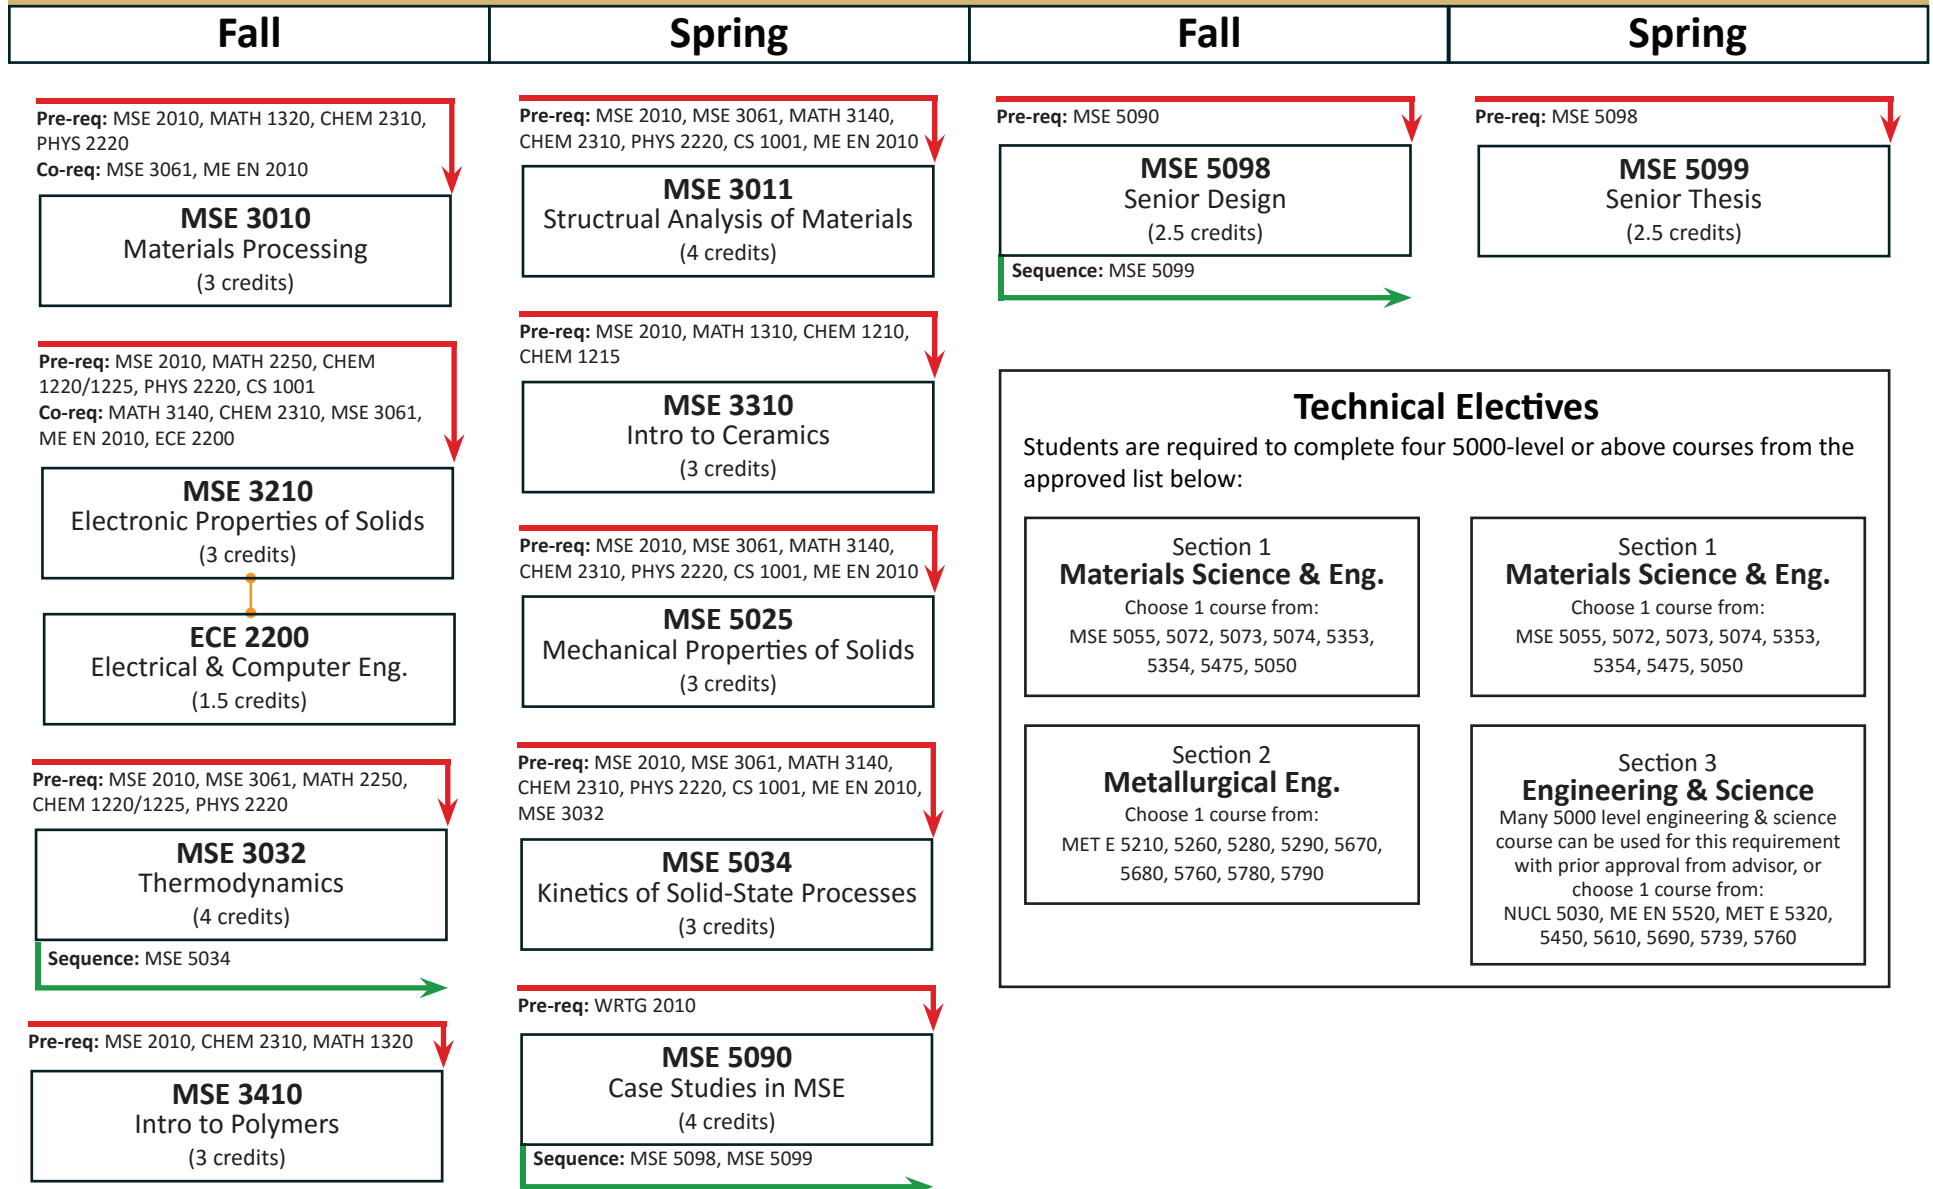 Fall
Spring
Fall
Spring
Pre-req: MSE 2010, MATH 1320, CHEM 2310,
PHYS 2220
Co-req: MSE 3061, ME EN 2010
MSE 3010
Materials Processing
(3 credits)
Pre-req: MSE 2010, MATH 2250, CHEM
1220/1225, PHYS 2220, CS 1001
Co-req: MATH 3140, CHEM 2310, MSE 3061,
ME EN 2010, ECE 2200
MSE 3210
Electronic Properties of Solids
(3 credits)
ECE 2200
Electrical & Computer Eng.
(1.5 credits)
Pre-req: MSE 2010, MSE 3061, MATH 2250,
CHEM 1220/1225, PHYS 2220
MSE 3032
Thermodynamics
(4 credits)
Sequence: MSE 5034
Pre-req: MSE 2010, CHEM 2310, MATH 1320
MSE 3410
Intro to Polymers
(3 credits)
Pre-req: MSE 2010, MSE 3061, MATH 3140,
CHEM 2310, PHYS 2220, CS 1001, ME EN 2010
MSE 3011
Structrual Analysis of Materials
(4 credits)
Pre-req: MSE 2010, MATH 1310, CHEM 1210,
CHEM 1215
MSE 3310
Intro to Ceramics
(3 credits)
Pre-req: MSE 2010, MSE 3061, MATH 3140,
CHEM 2310, PHYS 2220, CS 1001, ME EN 2010
MSE 5025
Mechanical Properties of Solids
(3 credits)
Pre-req: MSE 2010, MSE 3061, MATH 3140,
CHEM 2310, PHYS 2220, CS 1001, ME EN 2010,
MSE 3032
MSE 5034
Kinetics of Solid-State Processes
(3 credits)
Pre-req: WRTG 2010
MSE 5090
Case Studies in MSE
(4 credits)
Sequence: MSE 5098, MSE 5099
Pre-req: MSE 5090
MSE 5098
Senior Design
(2.5 credits)
Sequence: MSE 5099
Pre-req: MSE 5098
MSE 5099
Senior Thesis
(2.5 credits)
Technical Electives
Students are required to complete four 5000-level or above courses from the
approved list below:
Section 1
Materials Science & Eng.
Choose 1 course from:
MSE 5055, 5072, 5073, 5074, 5353,
5354, 5475, 5050
Section 1
Materials Science & Eng.
Choose 1 course from:
MSE 5055, 5072, 5073, 5074, 5353,
5354, 5475, 5050
Section 2
Metallurgical Eng.
Choose 1 course from:
MET E 5210, 5260, 5280, 5290, 5670,
5680, 5760, 5780, 5790
Section 3
Engineering & Science
Many 5000 level engineering & science
course can be used for this requirement
with prior approval from advisor, or
choose 1 course from:
NUCL 5030, ME EN 5520, MET E 5320,
5450, 5610, 5690, 5739, 5760